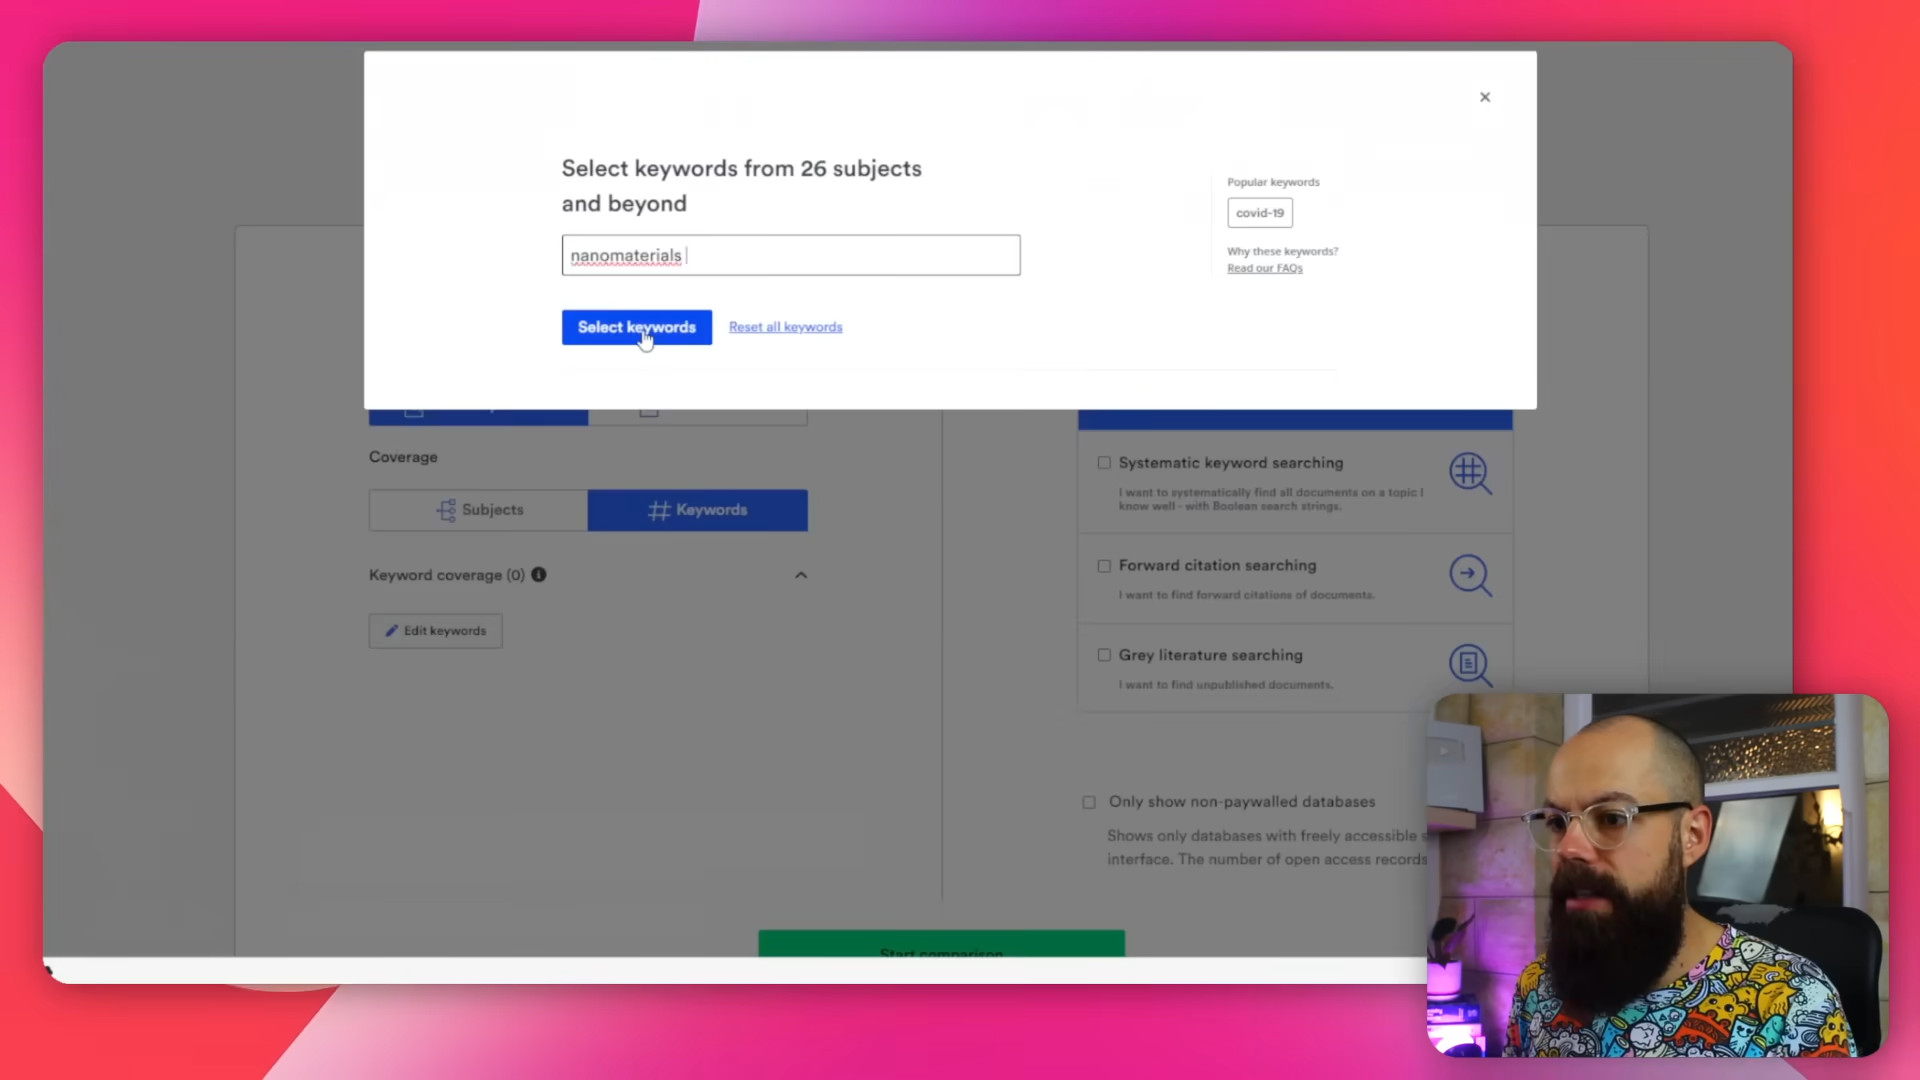 Select keywords from 26 subjects
and beyond
nanomaterials
Select keywords
Reset all keywords
Popular keywords
covid-19
Why these keywords?
Read our FAQs
Coverage
Subjects
Keywords
Keyword coverage (0)
Edit keywords
Systematic keyword searching
I want to systematically find all documents on a topic I
know well - with Boolean search strings.
Forward citation searching
I want to find forward citations of documents.
Grey literature searching
I want to find unpublished documents.
Only show non-paywalled databases
Shows only databases with freely accessible
interface. The number of open access records
Start comparison